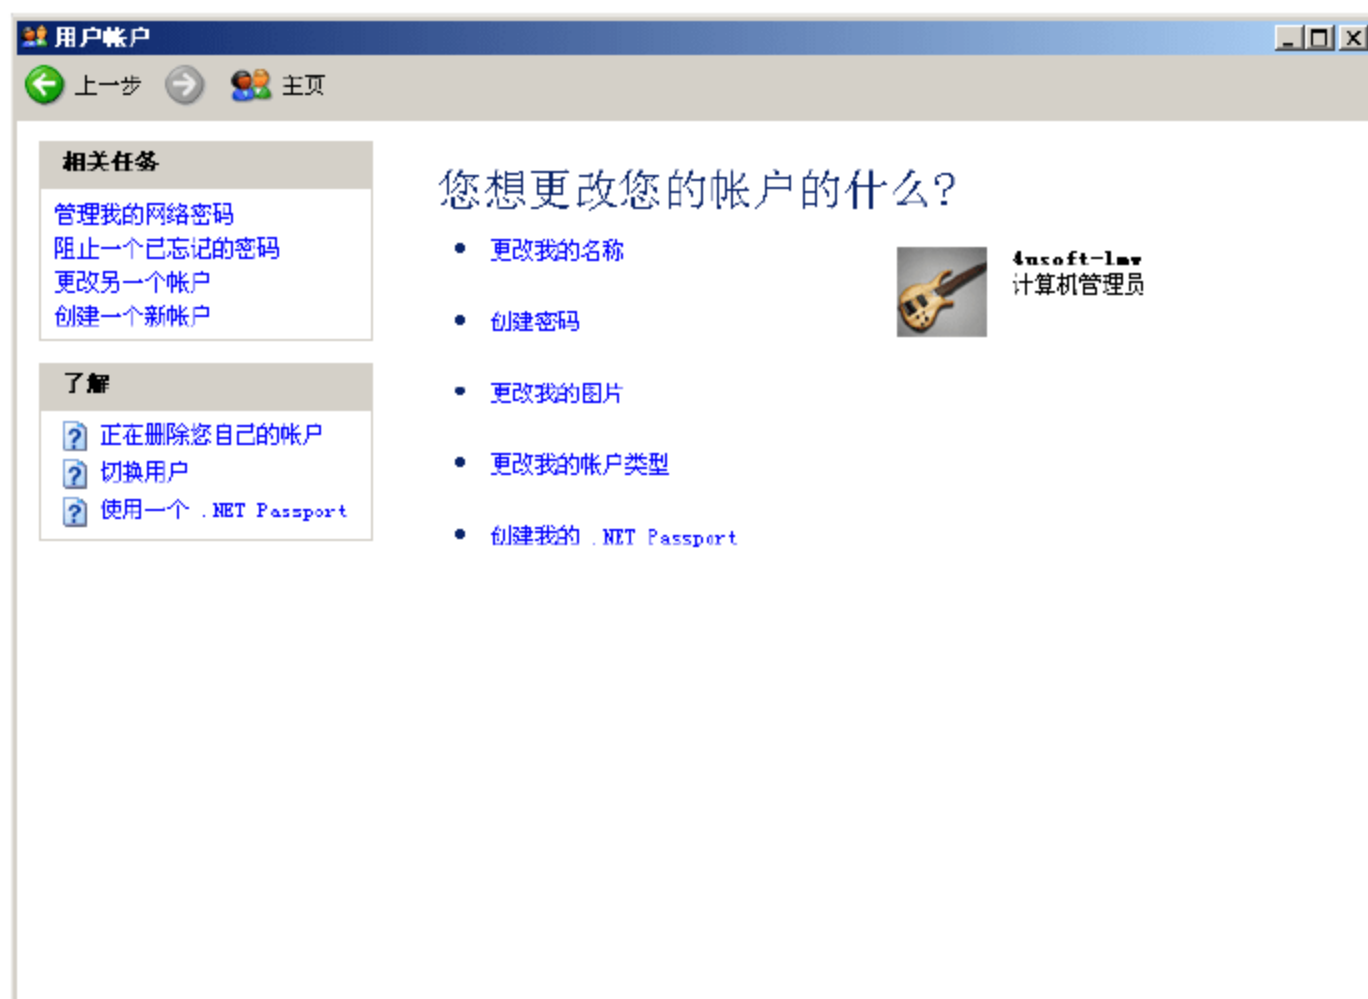 用户帐户
上一步 主页
相关任务
管理我的网络密码
阻止一个已忘记的密码
更改另一个帐户
创建一个新帐户
了解
正在删除您自己的帐户
切换用户
使用一个 .NET Passport
您想更改您的帐户的什么?
更改我的名称
创建密码
更改我的图片
更改我的帐户类型
创建我的 .NET Passport
4usoft-lmw
计算机管理员